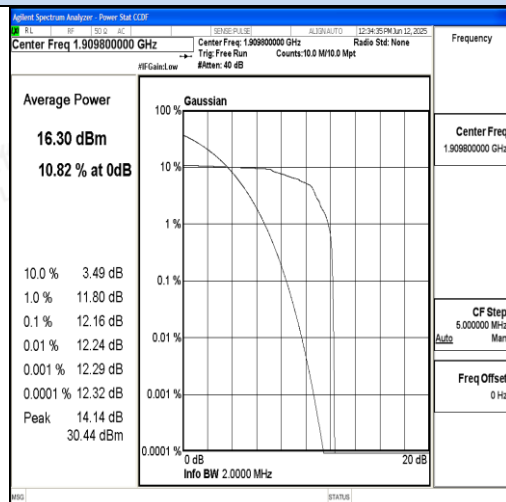 Agilent Spectrum Analyzer - Power Stat CCDF
RL RF 50 Ω AC SENSE:PULSE ALIGNAUTO 12:34:35 PM Jun 12, 2025
Center Freq 1.909800000 GHz
Center Freq: 1.909800000 GHz Radio Std: None
Trig: Free Run Counts:10.0 M/10.0 Mpt
#IFGain:Low #Atten: 40 dB
Frequency
Average Power
16.30 dBm
10.82 % at 0dB
10.0 % 3.49 dB
1.0 % 11.80 dB
0.1 % 12.16 dB
0.01 % 12.24 dB
0.001 % 12.29 dB
0.0001 % 12.32 dB
Peak 14.14 dB
30.44 dBm
Gaussian
100 %
10 %
1 %
0.1 %
0.01 %
0.001 %
0.0001 %
0 dB 20 dB
Info BW 2.0000 MHz
Center Freq
1.909800000 GHz
CF Step
5.000000 MHz
Auto Man
Freq Offset
0 Hz
MSG STATUS